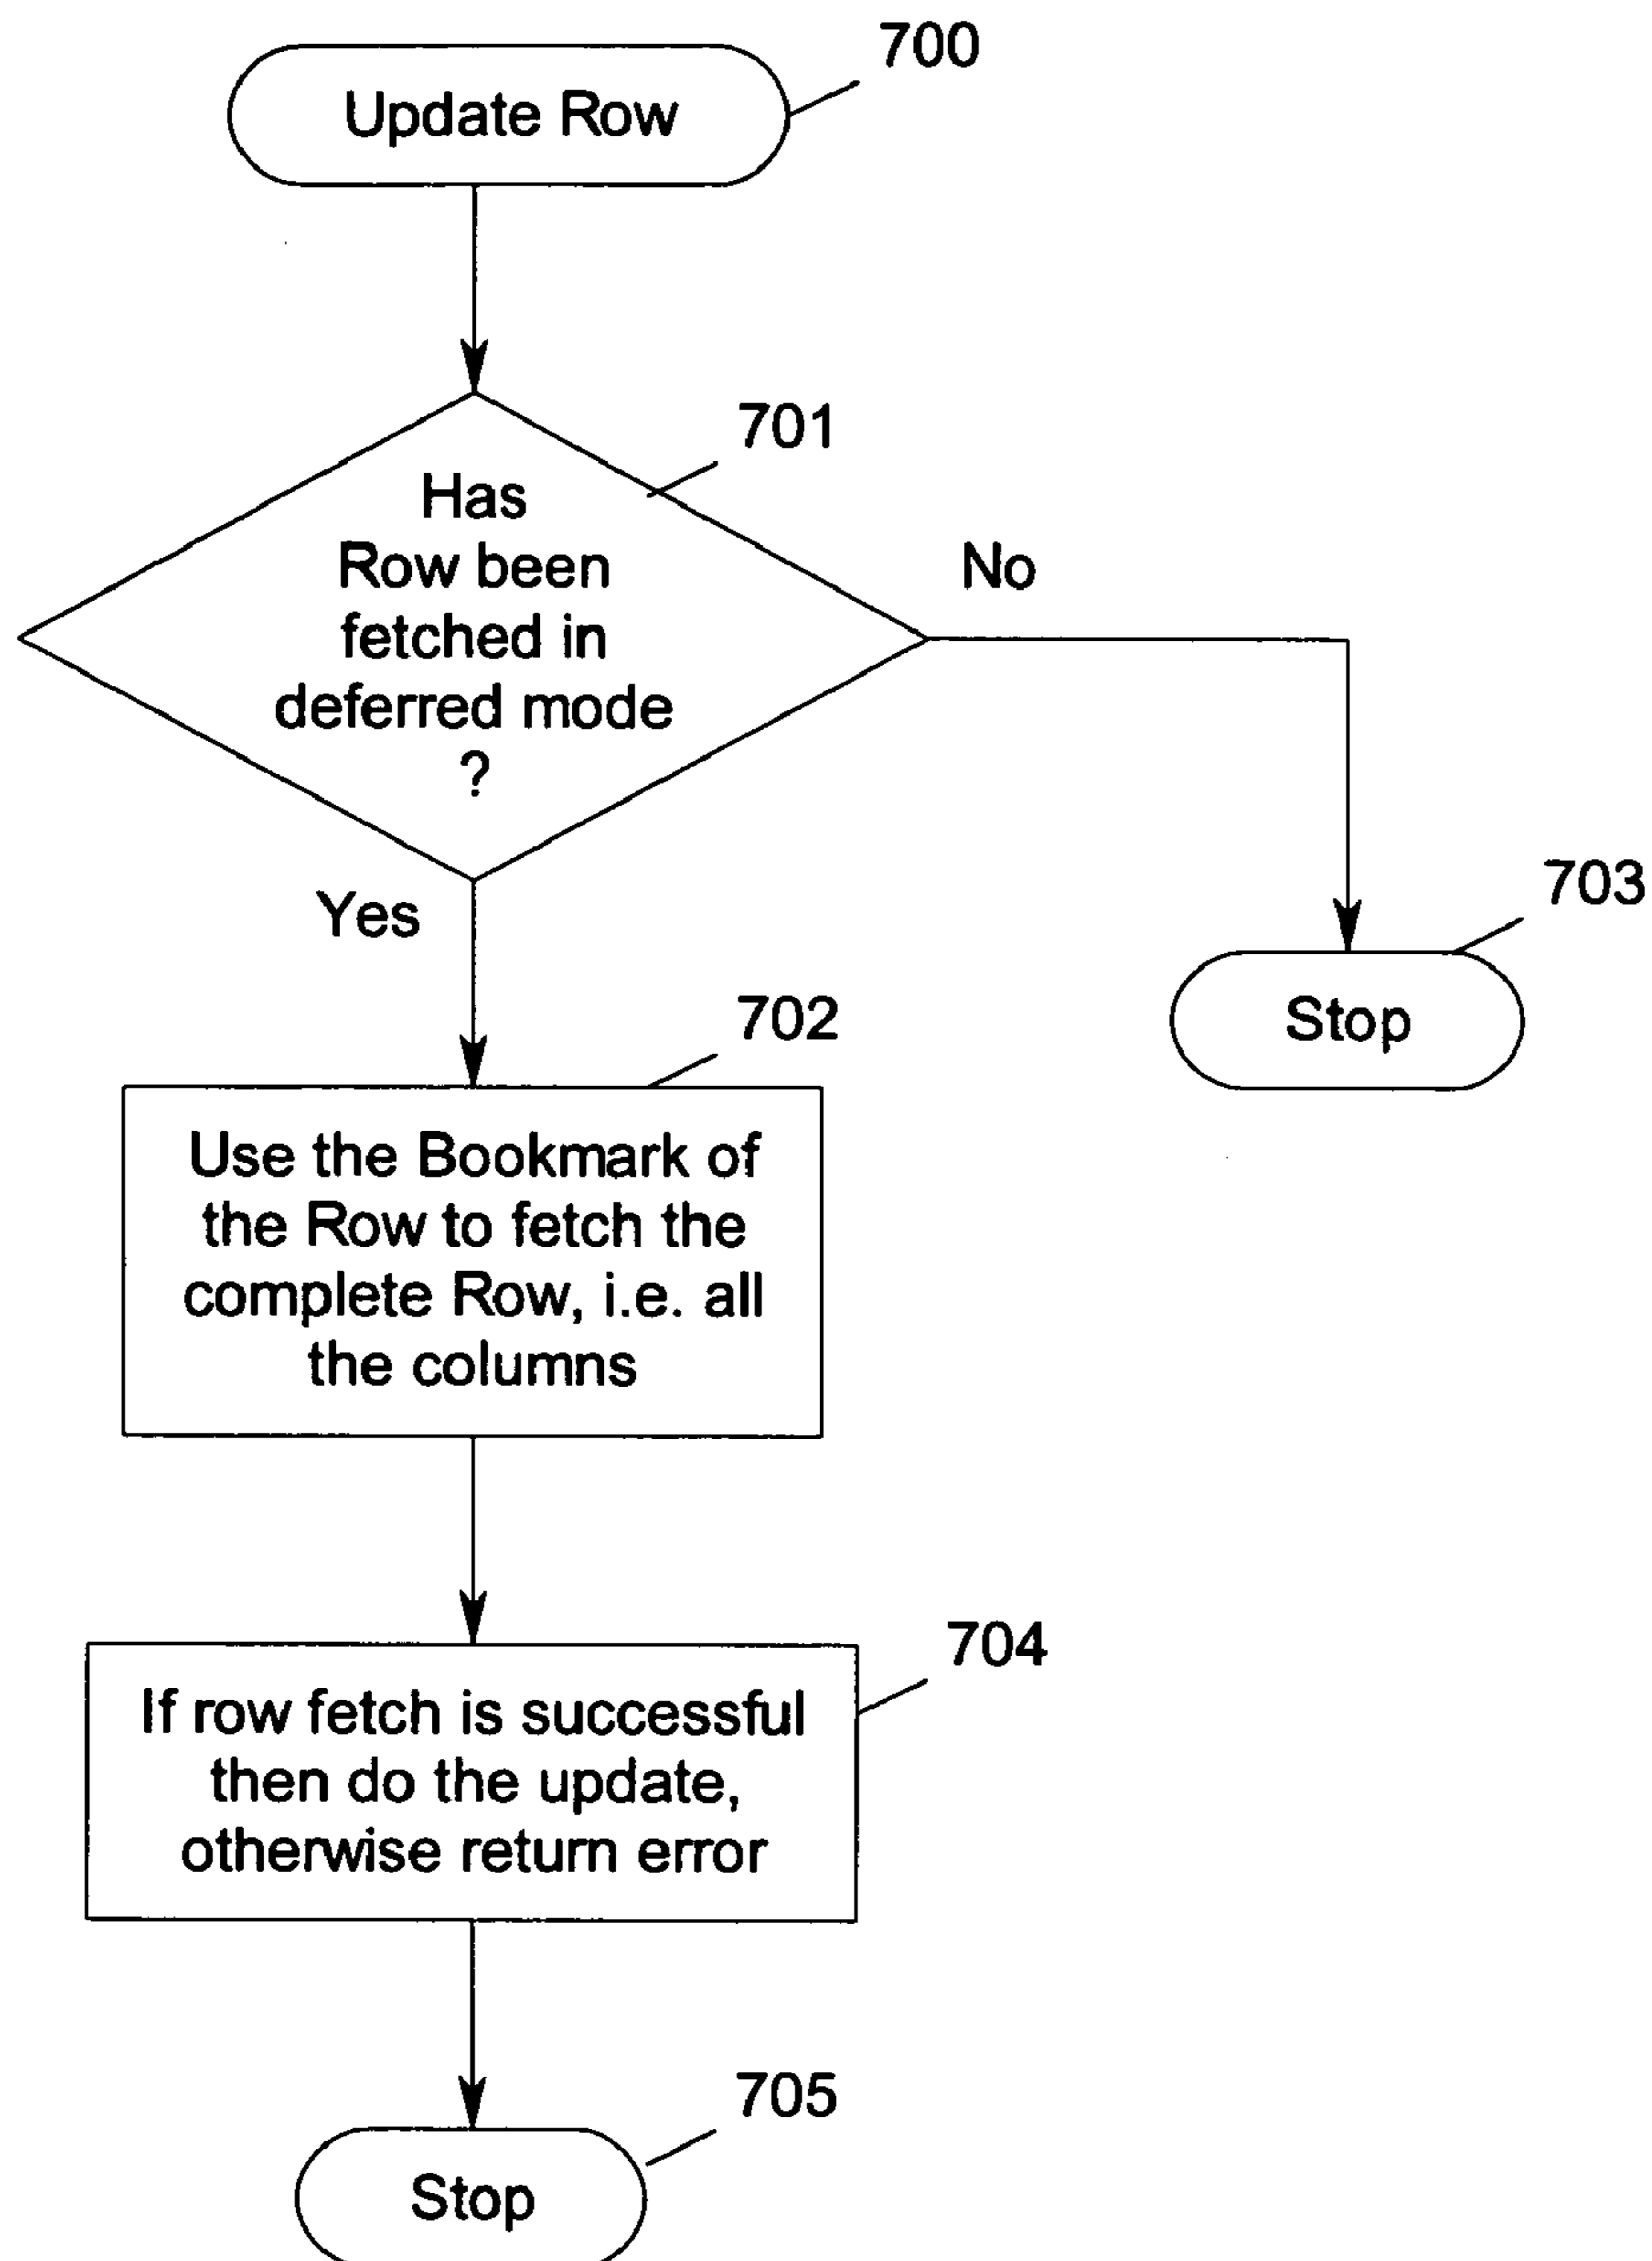 700
Update Row
701
Has
Row been
fetched in
deferred mode
?
No
Yes
703
Stop
702
Use the Bookmark of
the Row to fetch the
complete Row, i.e. all
the columns
704
If row fetch is successful
then do the update,
otherwise return error
705
Stop